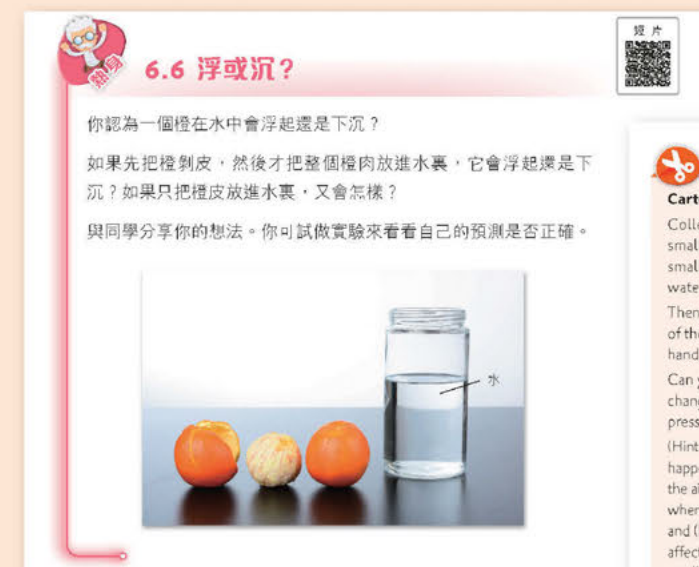 短片
熱身
6.6 浮或沉？
你認為一個橙在水中會浮起還是下沉？
如果先把橙剝皮，然後才把整個橙肉放進水裏，它會浮起還是下
沉？如果只把橙皮放進水裏，又會怎樣？
與同學分享你的想法。你可試做實驗來看看自己的預測是否正確。
水
Cart
Coll
smal
smal
wate
Then
of the
hand
Can
chang
press
(Hint
happ
the ai
when
and (
affect